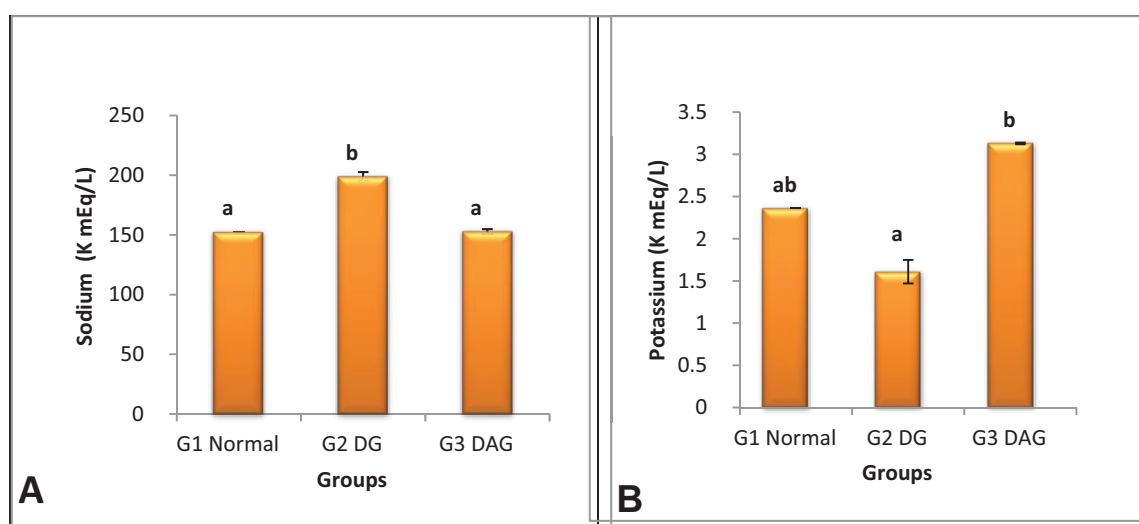 250
200
150
100
50
0
Sodium (K mEq/L)
a
b
a
G1 Normal
G2 DG
G3 DAG
Groups
A
3.5
3
2.5
2
1.5
1
0.5
0
Potassium (K mEq/L)
ab
a
b
G1 Normal
G2 DG
G3 DAG
Groups
B